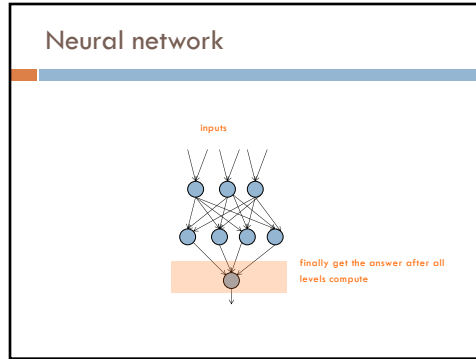 Neural network
inputs
finally get the answer after all
levels compute